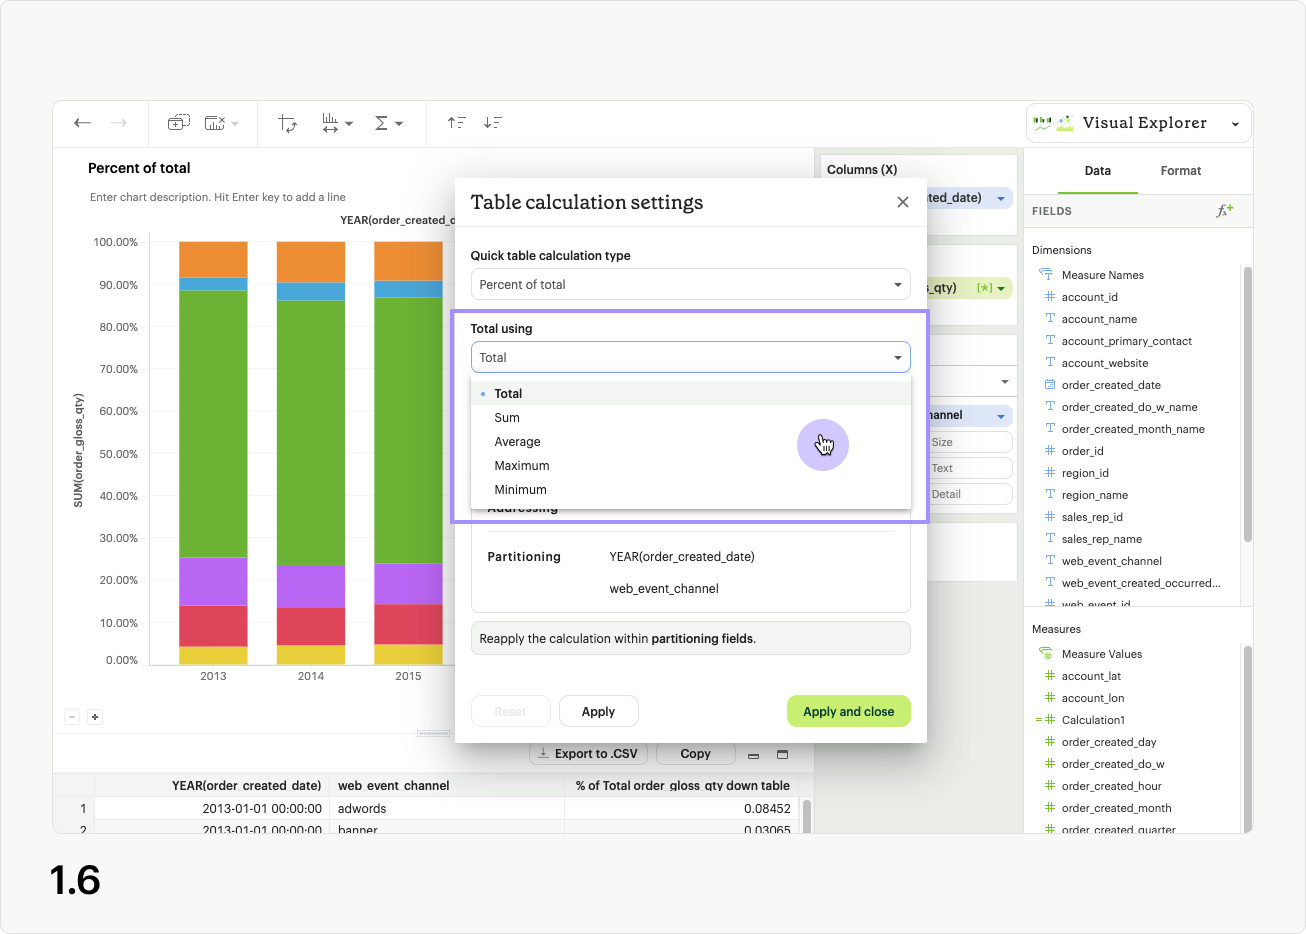 Visual Explorer
Percent of total
Enter chart description. Hit Enter key to add a line
YEAR(order_created_d
100.00%
90.00%
80.00%
70.00%
60.00%
50.00%
40.00%
30.00%
20.00%
10.00%
0.00%
SUM(order_gloss_qty)
2013
2014
2015
Table calculation settings
Quick table calculation type
Percent of total
Total using
Total
Total
Sum
Average
Maximum
Minimum
Addressing
Partitioning
YEAR(order_created_date)
web_event_channel
Reapply the calculation within partitioning fields.
Reset
Apply
Apply and close
Columns (X)
ted_date)
s_qty)
[*]
hannel
Size
Text
Detail
Data
Format
FIELDS
Dimensions
Measure Names
account_id
account_name
account_primary_contact
account_website
order_created_date
order_created_do_w_name
order_created_month_name
order_id
region_id
region_name
sales_rep_id
sales_rep_name
web_event_channel
web_event_created_occurred...
web_event_id
Measures
Measure Values
account_lat
account_lon
Calculation1
order_created_day
order_created_do_w
order_created_hour
order_created_month
order_created_quarter
Export to .CSV
Copy
YEAR(order_created_date) web_event_channel % of Total order_gloss_qty down table
1 2013-01-01 00:00:00 adwords 0.08452
2 2013-01-01 00:00:00 banner 0.03065
1.6